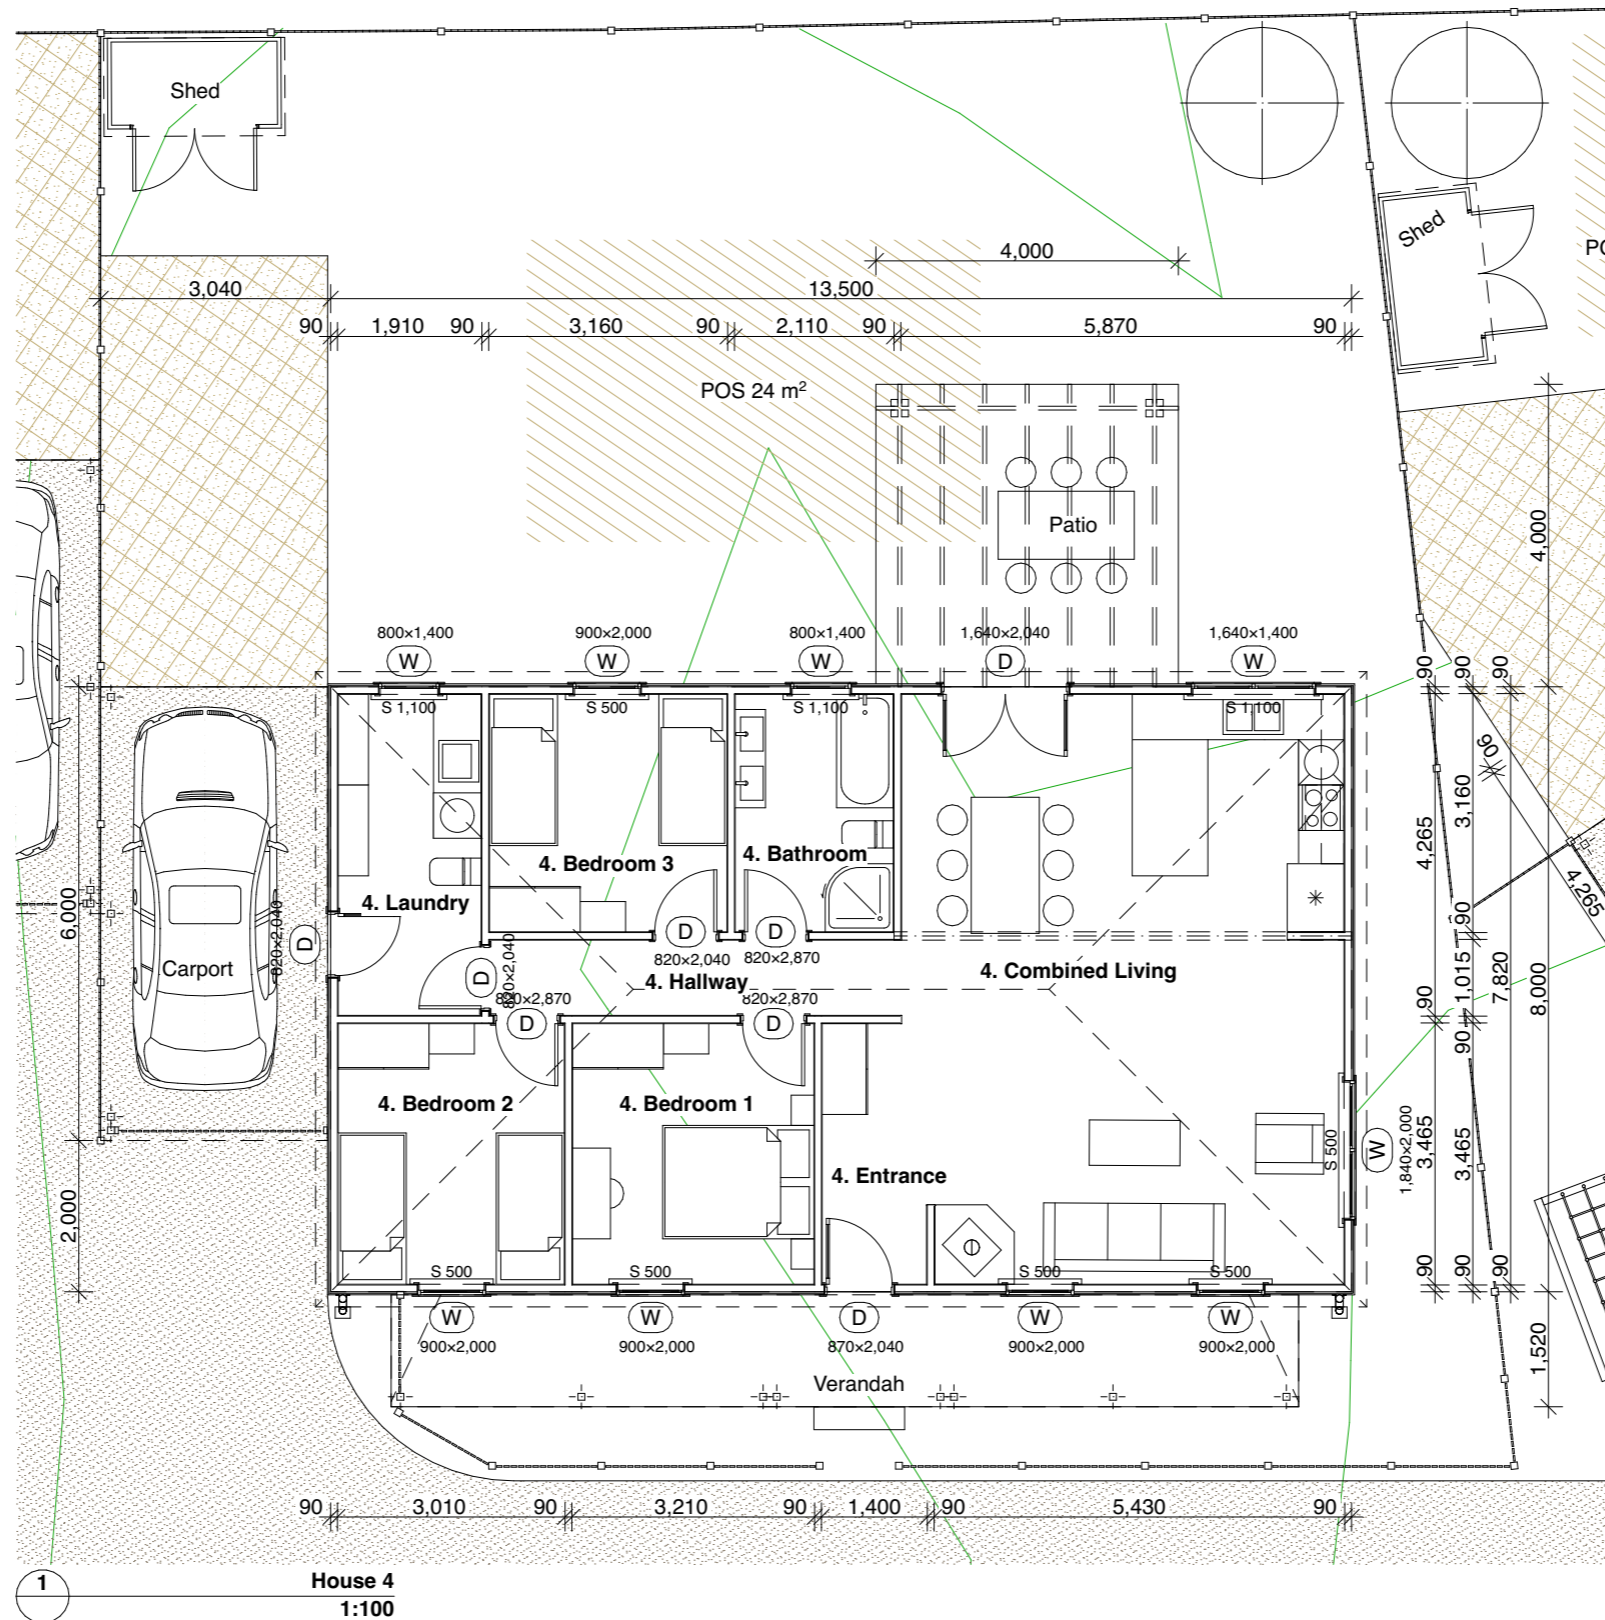 Shed
Shed
PO
4,000
3,040
13,500
90
1,910
90
3,160
90
2,110
90
5,870
90
POS 24 m²
Patio
4,000
800×1,400
900×2,000
800×1,400
1,640×2,040
1,640×1,400
W
W
W
D
W
S 1,100
S 500
S 1,100
S 1,100
90
90
90
90
4,265
3,160
4. Bedroom 3
4. Bathroom
4. Laundry
6,000
Carport
820×2,040
D
D
820×2,040
D
820×2,870
D
820×2,040
4. Hallway
4. Combined Living
820×2,870
D
820×2,870
D
4,265
90
90
1,015
90
7,820
8,000
4. Bedroom 2
4. Bedroom 1
4. Entrance
S 500
W
1,840×2,000
3,465
3,465
2,000
90
90
90
S 500
S 500
S 500
S 500
W
W
D
W
W
900×2,000
900×2,000
870×2,040
900×2,000
900×2,000
1,520
Verandah
90
3,010
90
3,210
90
1,400
90
5,430
90
1
House 4
1:100